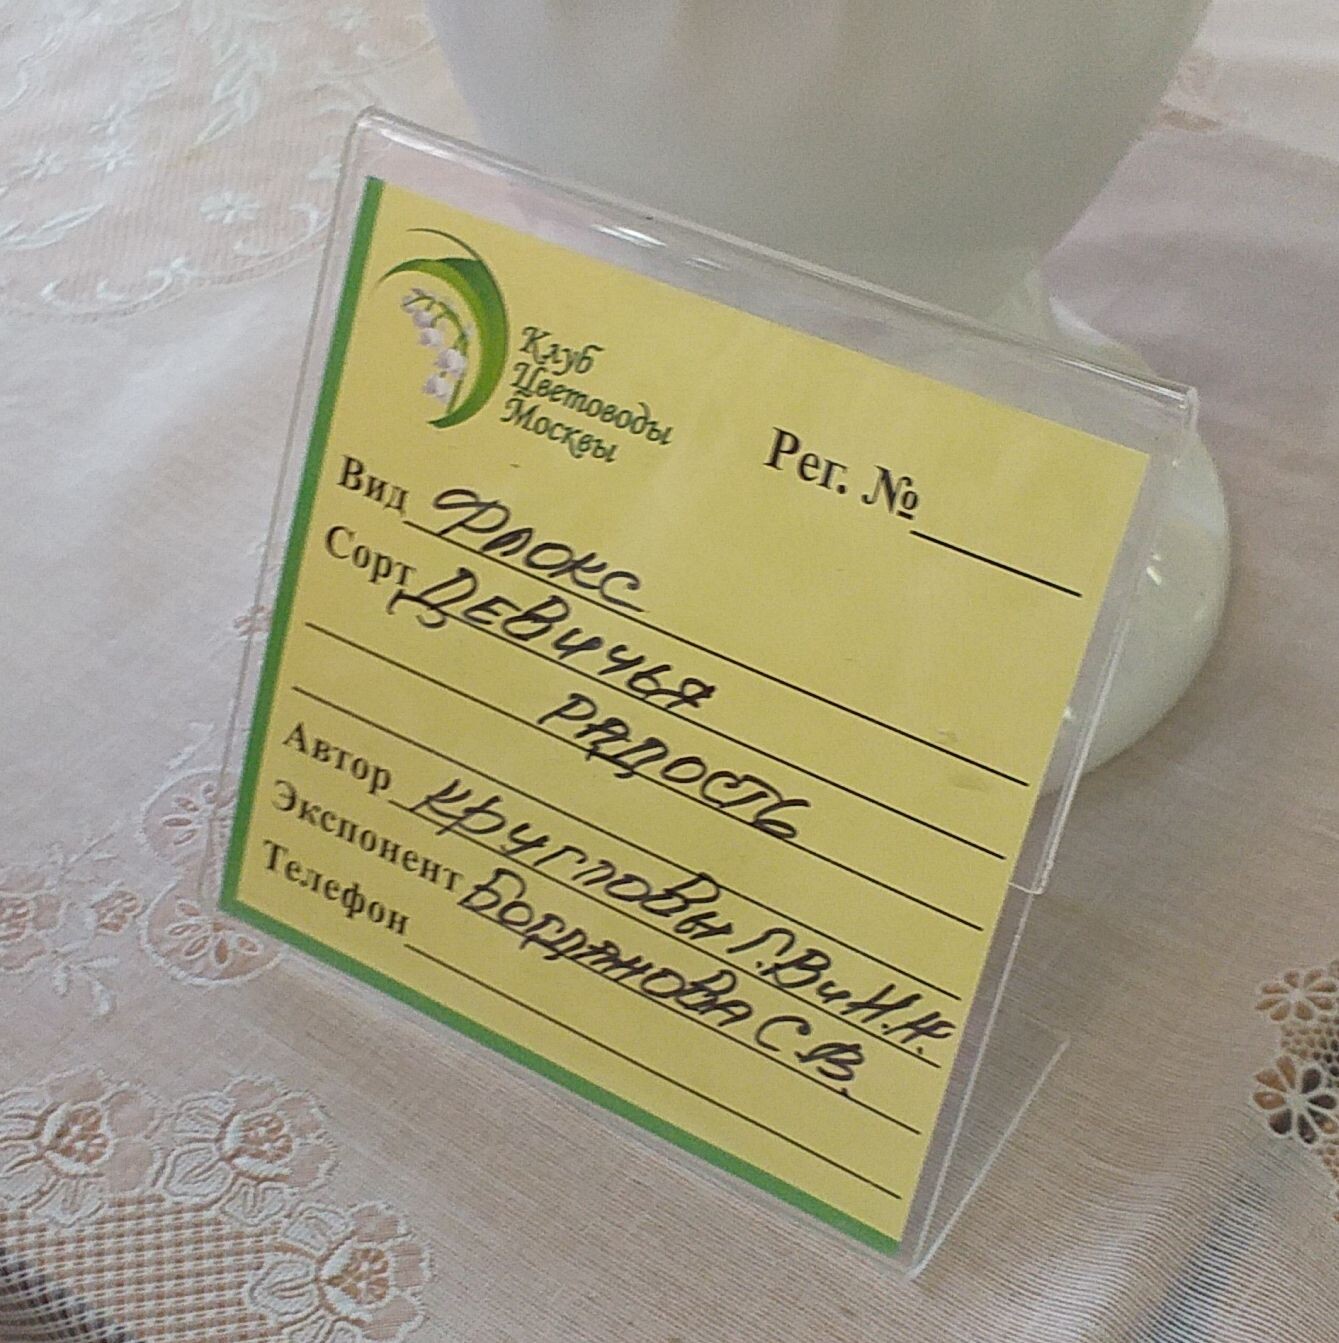 Клуб
Цветоводы
Москвы
Рег. №
Вид Флокс
Сорт Девичья
радость
Автор Кругловы Г.В и Н.Н.
Экспонент Богданова С.В.
Телефон